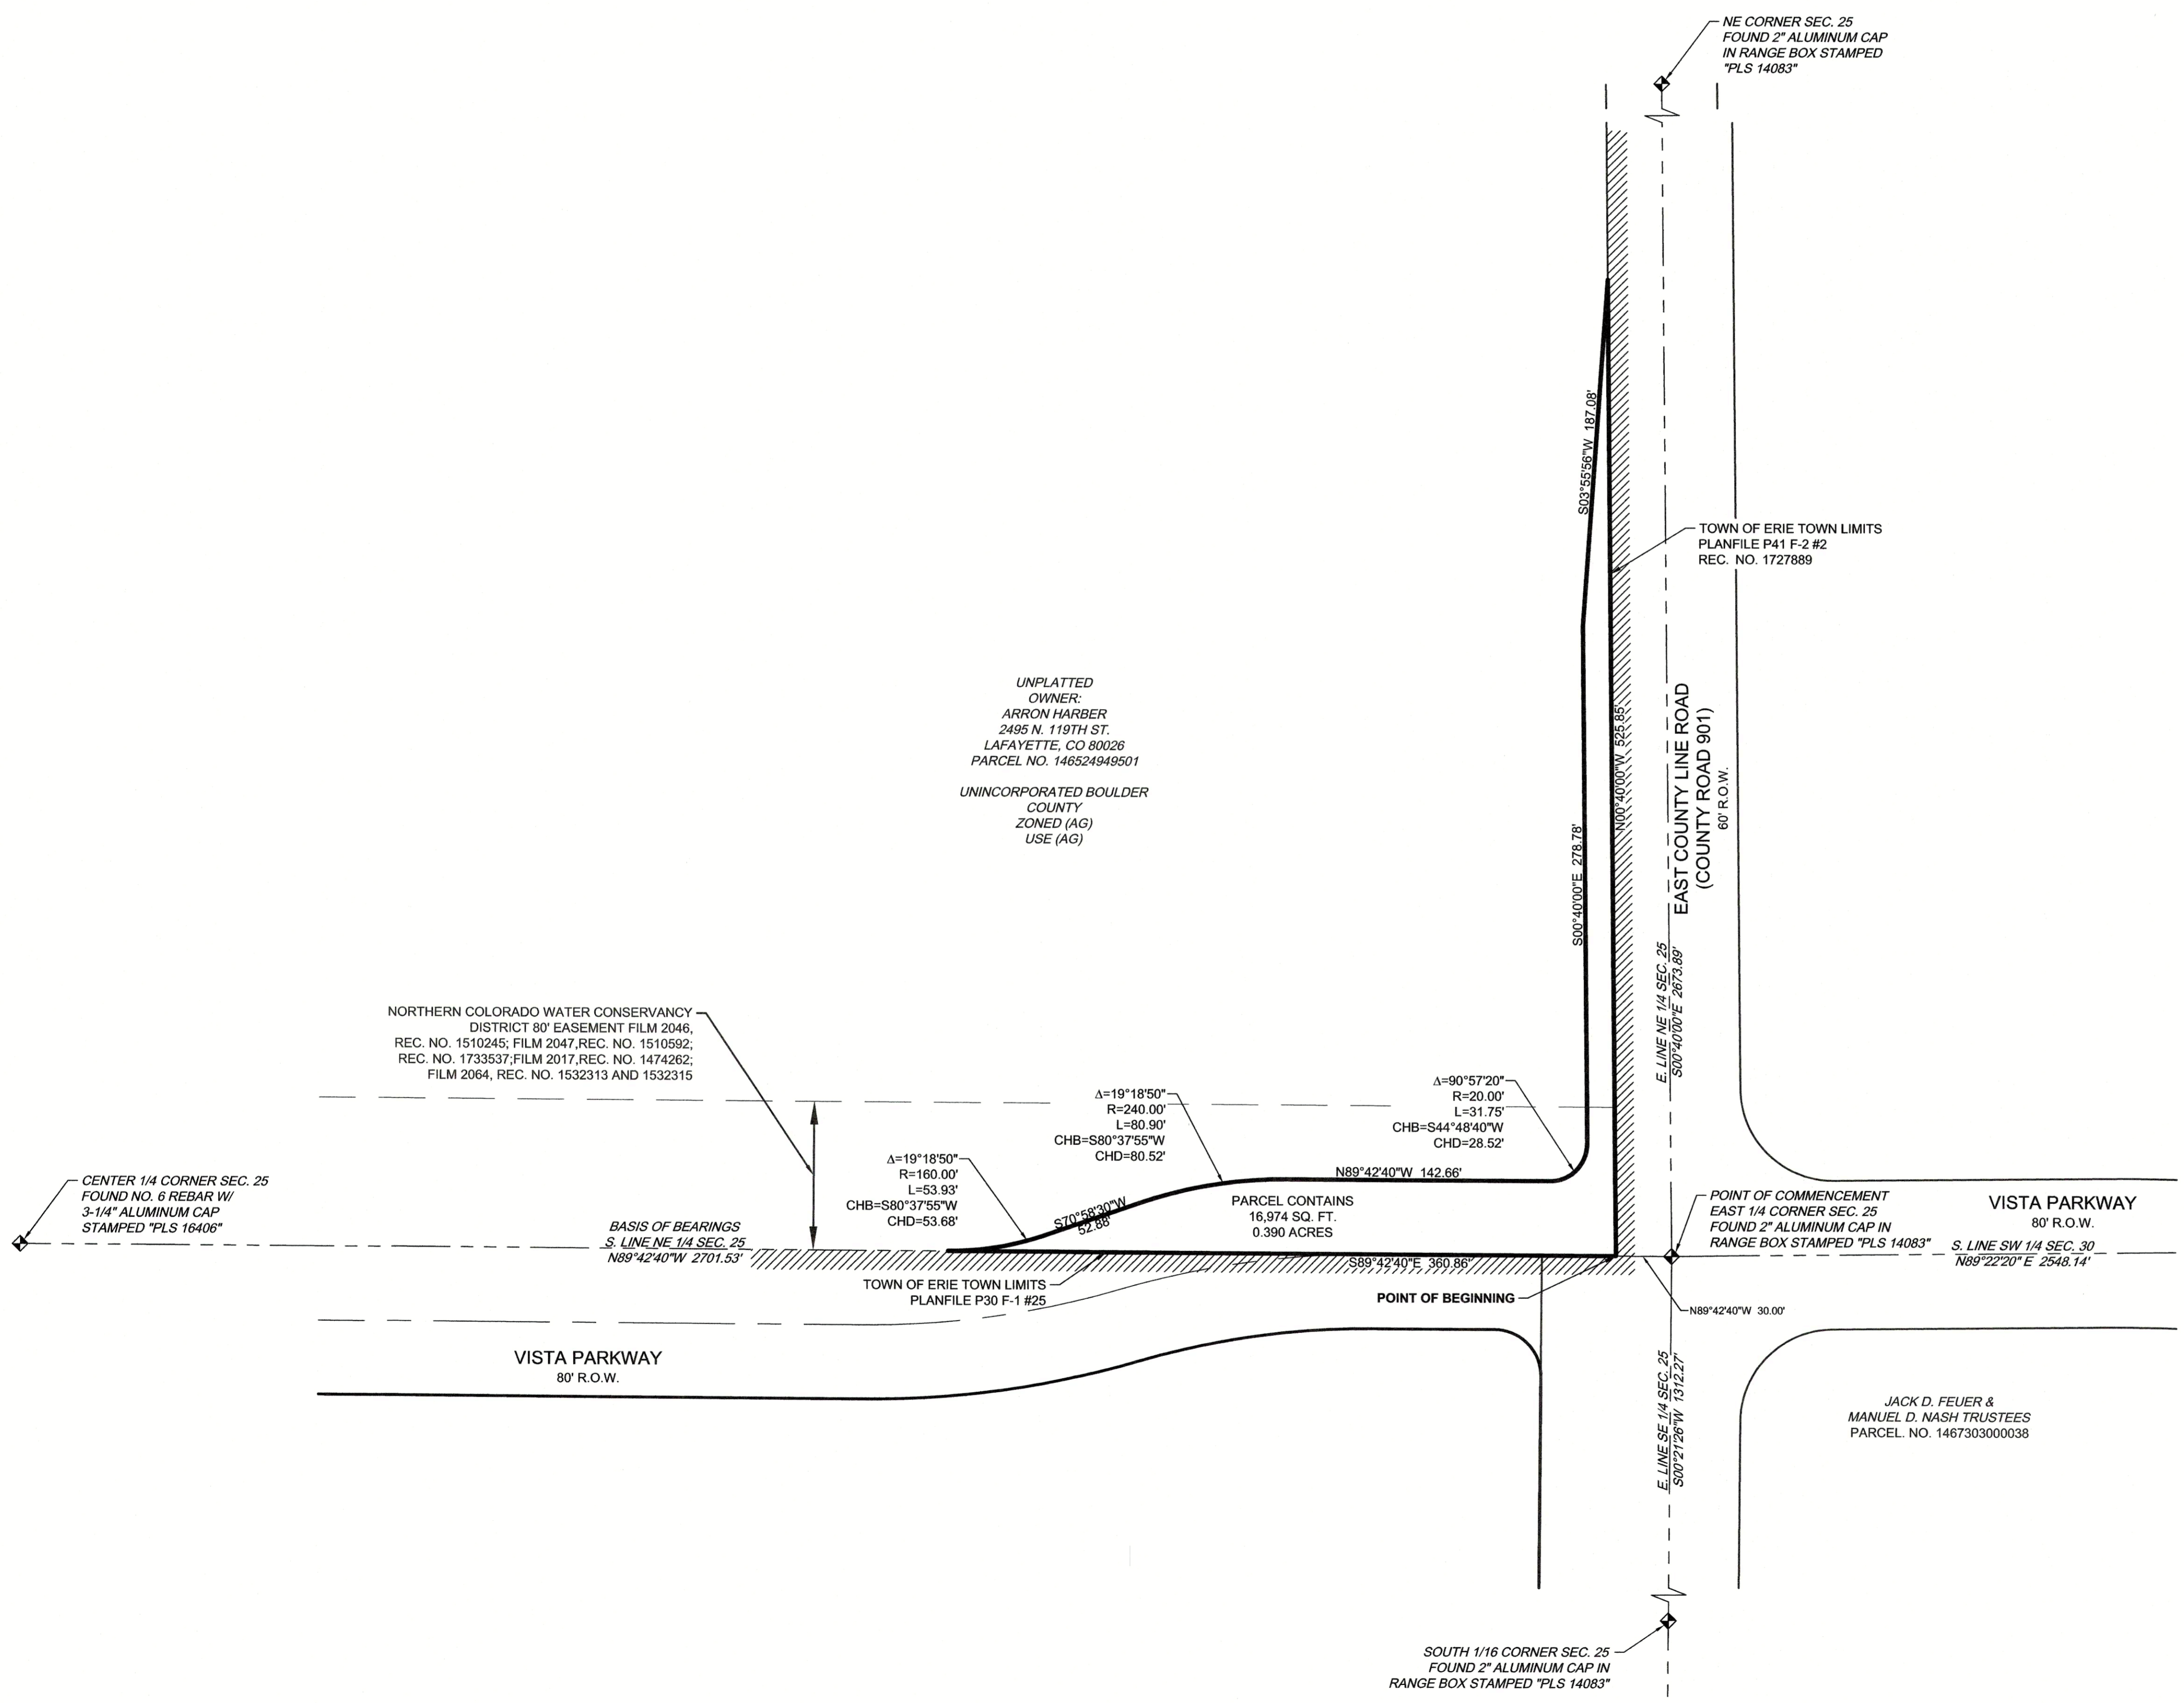 NE CORNER SEC. 25
FOUND 2" ALUMINUM CAP
IN RANGE BOX STAMPED
"PLS 14083"
S03°55'56"W 187.08'
TOWN OF ERIE TOWN LIMITS
PLANFILE P41 F-2 #2
REC. NO. 1727889
UNPLATTED
OWNER:
ARRON HARBER
2495 N. 119TH ST.
LAFAYETTE, CO 80026
PARCEL NO. 146524949501
UNINCORPORATED BOULDER
COUNTY
ZONED (AG)
USE (AG)
N00°40'00"W 525.85'
EAST COUNTY LINE ROAD
(COUNTY ROAD 901)
60' R.O.W.
S00°40'00"E 278.78'
E. LINE NE 1/4 SEC. 25
S00°40'00"E 2673.89'
NORTHERN COLORADO WATER CONSERVANCY
DISTRICT 80' EASEMENT FILM 2046,
REC. NO. 1510245; FILM 2047,REC. NO. 1510592;
REC. NO. 1733537;FILM 2017,REC. NO. 1474262;
FILM 2064, REC. NO. 1532313 AND 1532315
Δ=19°18'50"
R=240.00'
L=80.90'
CHB=S80°37'55"W
CHD=80.52'
Δ=90°57'20"
R=20.00'
L=31.75'
CHB=S44°48'40"W
CHD=28.52'
Δ=19°18'50"
R=160.00'
L=53.93'
CHB=S80°37'55"W
CHD=53.68'
N89°42'40"W 142.66'
CENTER 1/4 CORNER SEC. 25
FOUND NO. 6 REBAR W/
3-1/4" ALUMINUM CAP
STAMPED "PLS 16406"
BASIS OF BEARINGS
S. LINE NE 1/4 SEC. 25
N89°42'40"W 2701.53'
S70°58'30"W
52.88'
PARCEL CONTAINS
16,974 SQ. FT.
0.390 ACRES
POINT OF COMMENCEMENT
EAST 1/4 CORNER SEC. 25
FOUND 2" ALUMINUM CAP IN
RANGE BOX STAMPED "PLS 14083"
VISTA PARKWAY
80' R.O.W.
S. LINE SW 1/4 SEC. 30
N89°22'20" E 2548.14'
S89°42'40"E 360.86'
TOWN OF ERIE TOWN LIMITS
PLANFILE P30 F-1 #25
POINT OF BEGINNING
N89°42'40"W 30.00'
VISTA PARKWAY
80' R.O.W.
E. LINE SE 1/4 SEC. 25
S00°21'26"W 1312.27'
JACK D. FEUER &
MANUEL D. NASH TRUSTEES
PARCEL. NO. 1467303000038
SOUTH 1/16 CORNER SEC. 25
FOUND 2" ALUMINUM CAP IN
RANGE BOX STAMPED "PLS 14083"